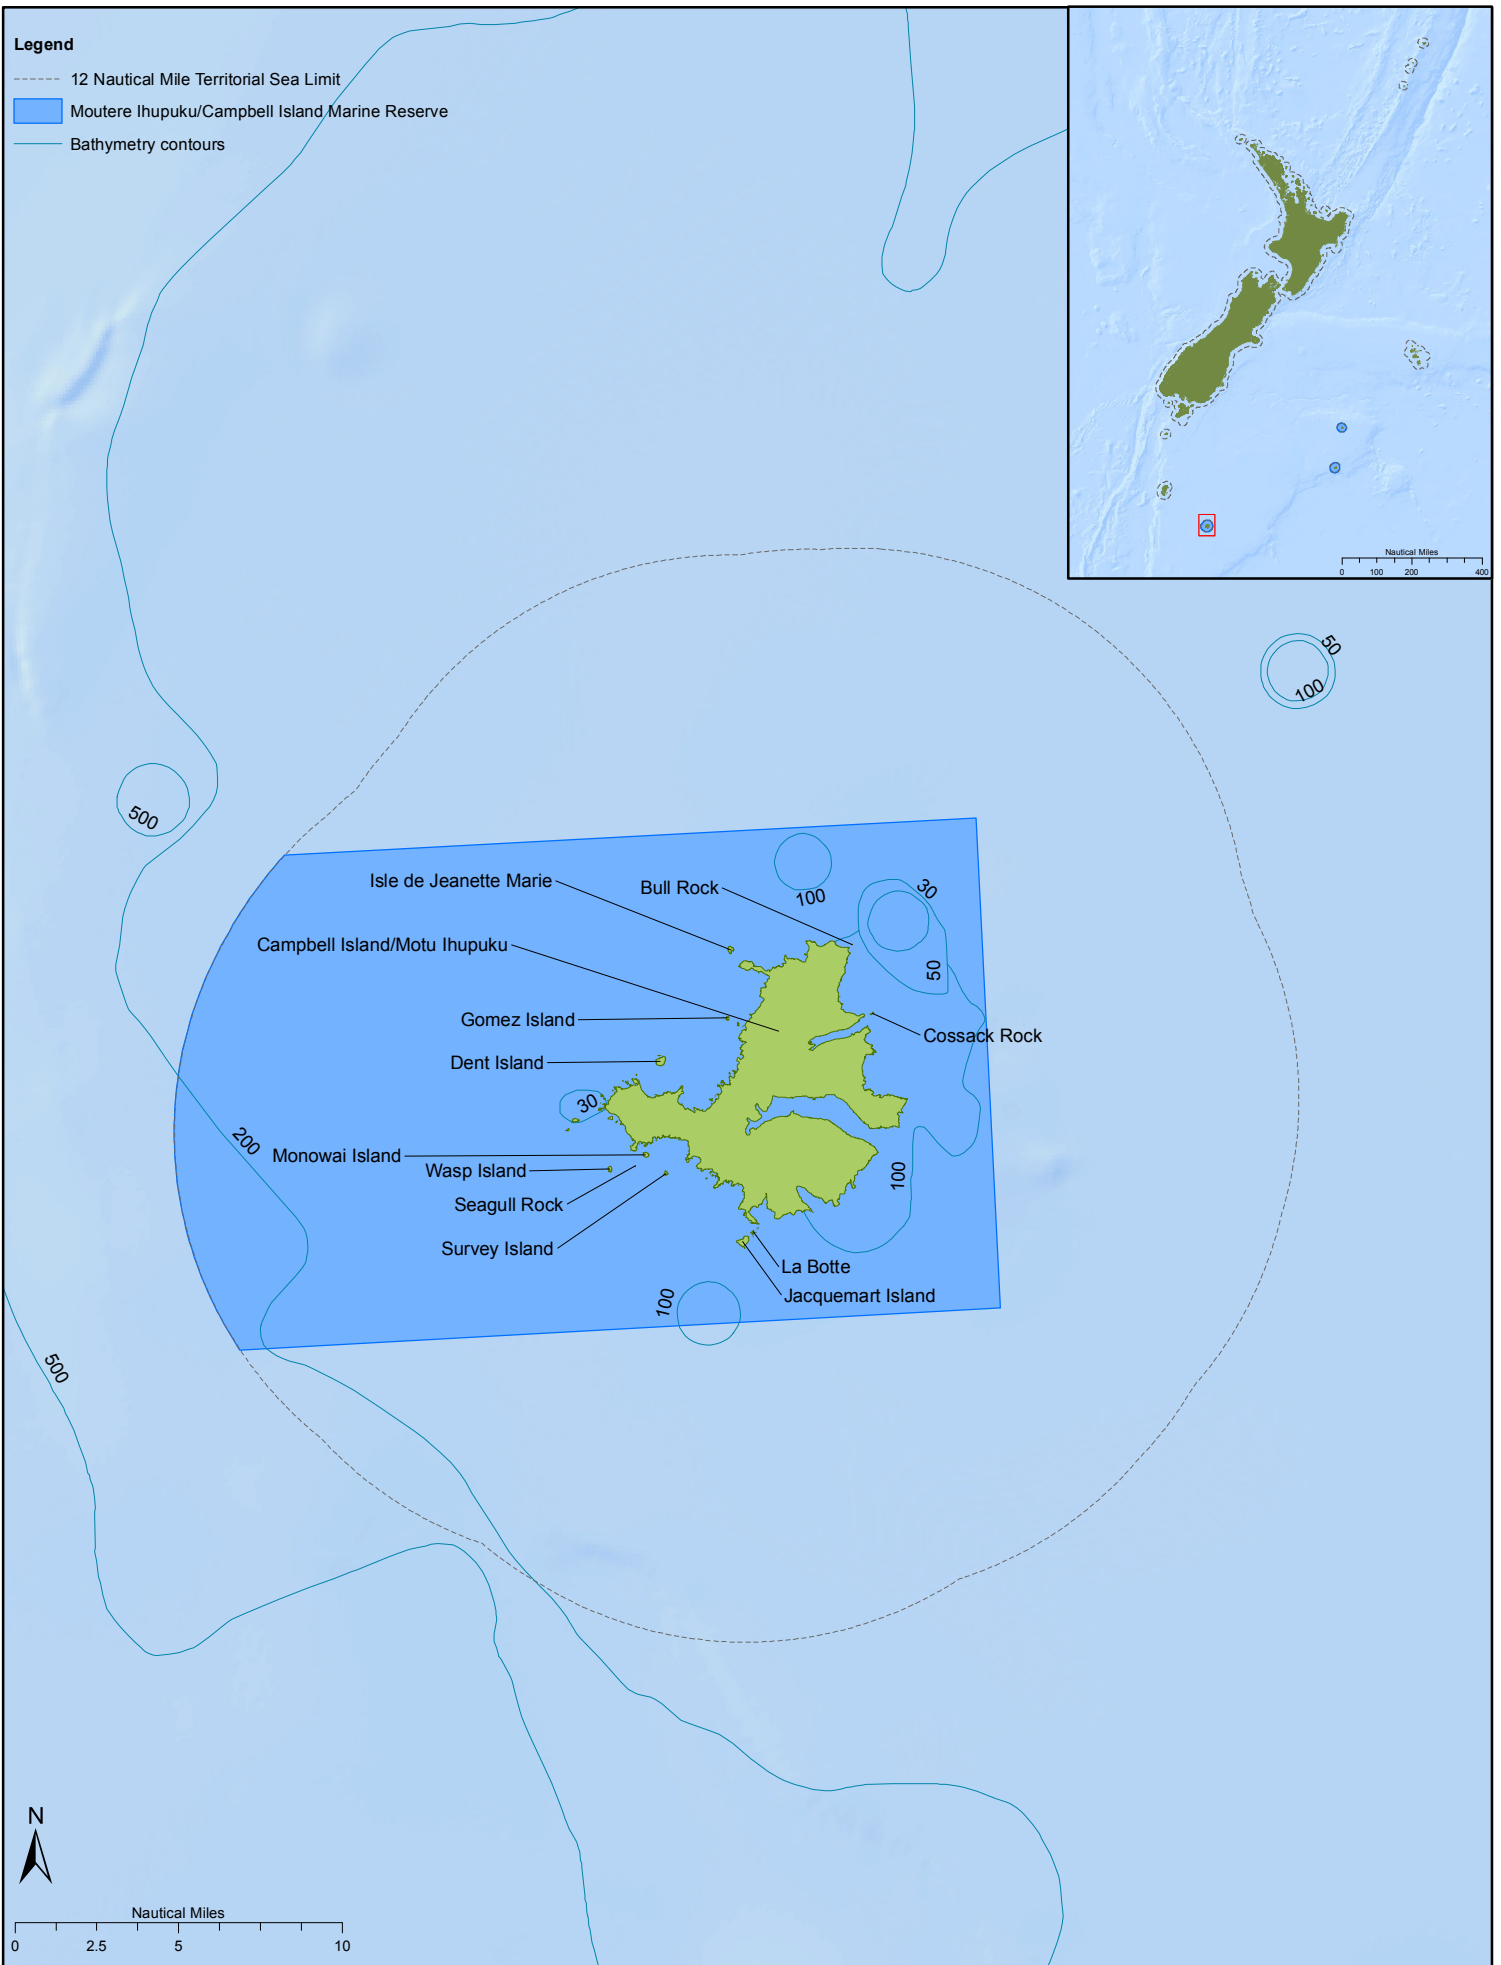 Legend
12 Nautical Mile Territorial Sea Limit
Moutere Ihupuku/Campbell Island Marine Reserve
Bathymetry contours
Nautical Miles
0 100 200 400
50
100
500
Isle de Jeanette Marie
Bull Rock
30
100
Campbell Island/Motu Ihupuku
50
Gomez Island
Cossack Rock
Dent Island
30
200
Monowai Island
Wasp Island
100
Seagull Rock
Survey Island
La Botte
Jacquemart Island
100
500
N
Nautical Miles
0 2.5 5 10